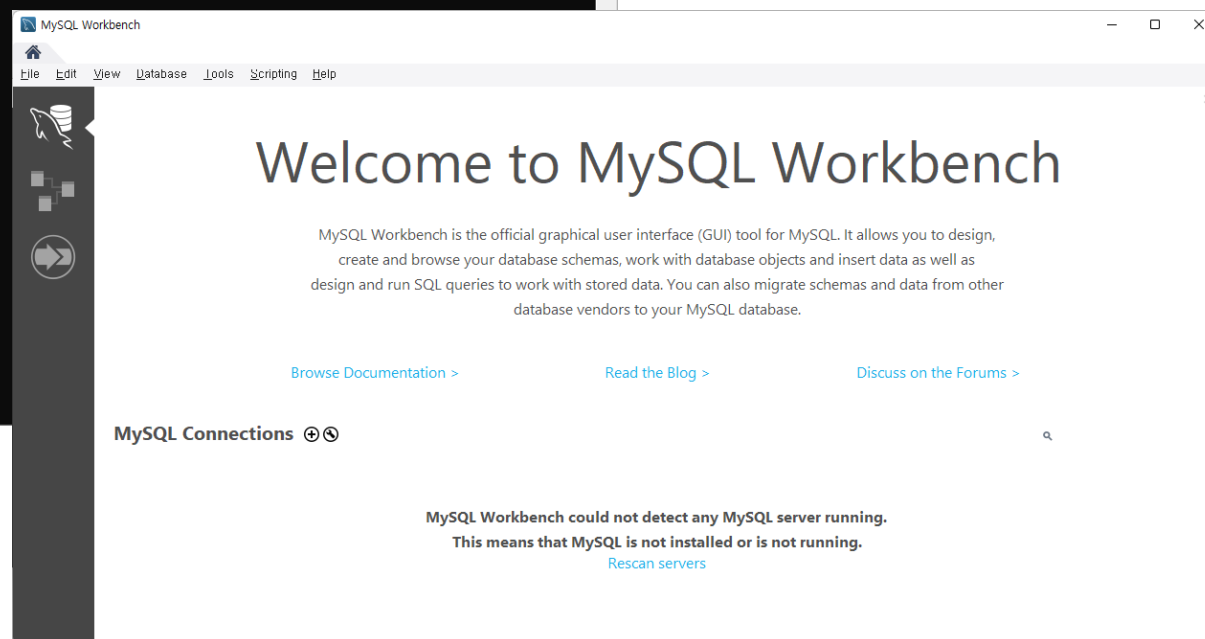 MySQL Workbench
File Edit View Database Tools Scripting Help
Welcome to MySQL Workbench
MySQL Workbench is the official graphical user interface (GUI) tool for MySQL. It allows you to design,
create and browse your database schemas, work with database objects and insert data as well as
design and run SQL queries to work with stored data. You can also migrate schemas and data from other
database vendors to your MySQL database.
Browse Documentation > Read the Blog > Discuss on the Forums >
MySQL Connections
MySQL Workbench could not detect any MySQL server running.
This means that MySQL is not installed or is not running.
Rescan servers